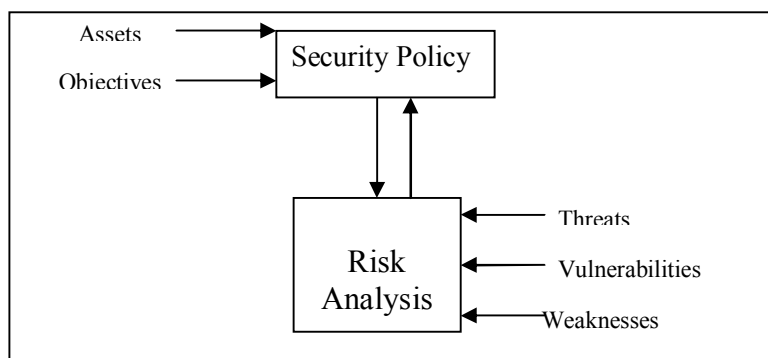 Assets
Security Policy
Objectives
Threats
Risk
Analysis
Vulnerabilities
Weaknesses